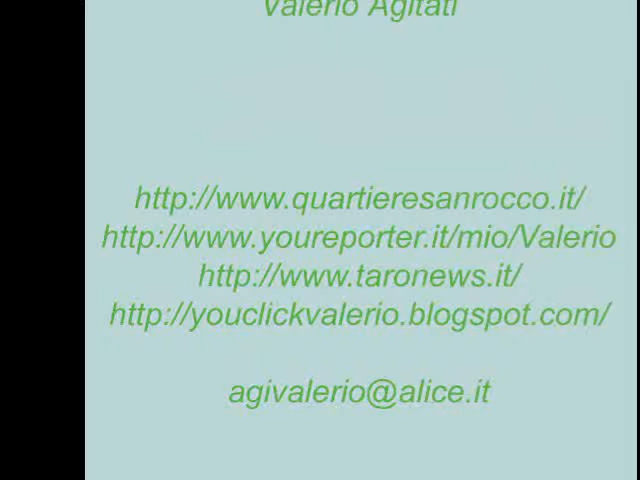 Valerio Agitati
http://www.quartieresanrocco.it/
http://www.youreporter.it/mio/Valerio
http://www.taronews.it/
http://youclickvalerio.blogspot.com/
agivalerio@alice.it